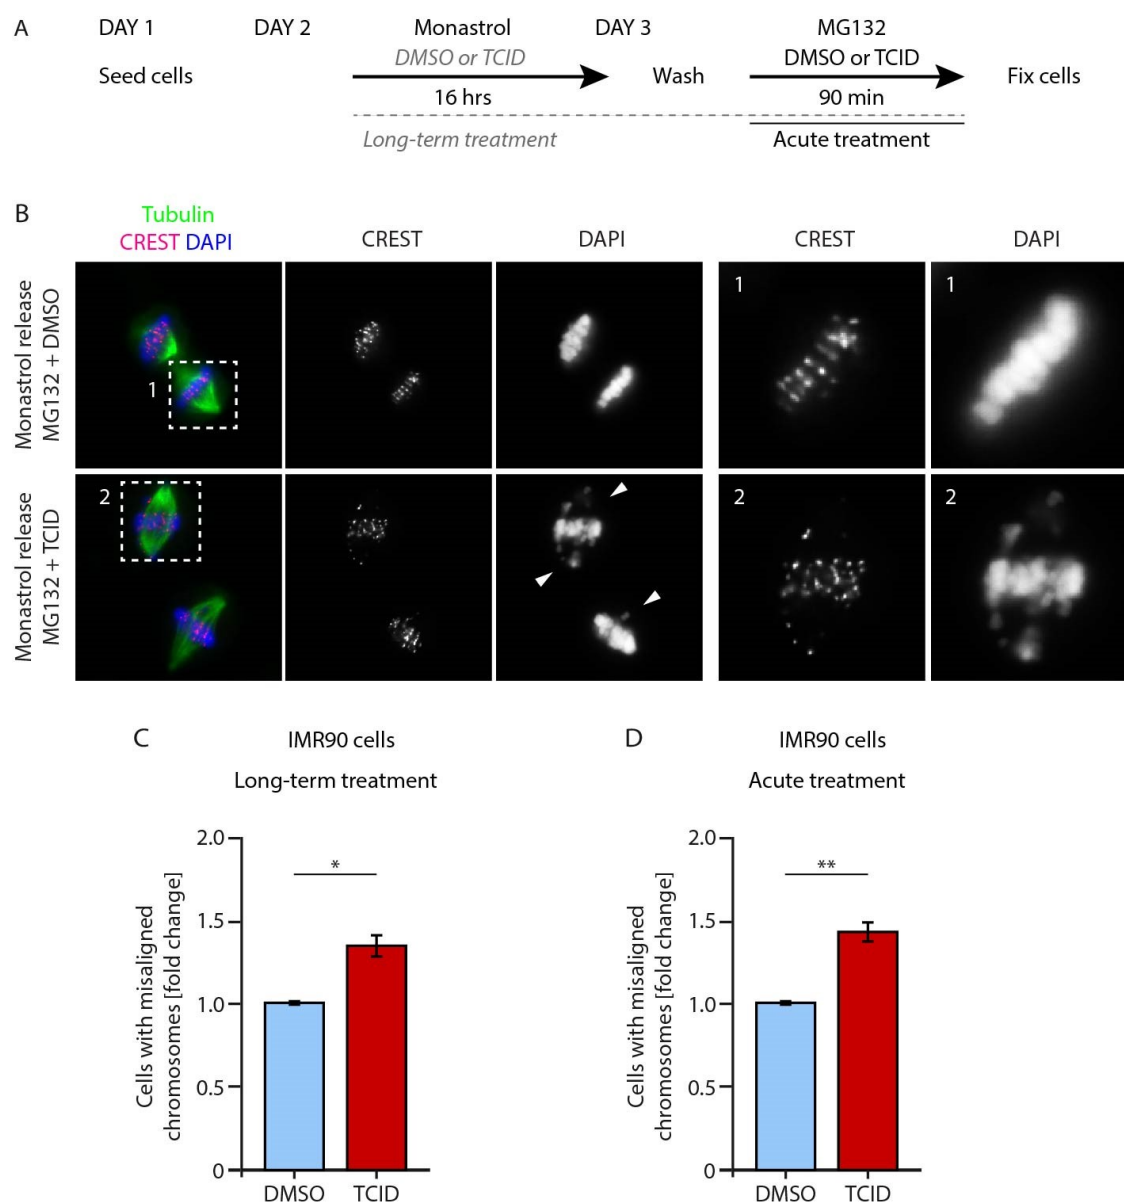 A
DAY 1
DAY 2
Monastrol
DAY 3
MG132
DMSO or TCID
DMSO or TCID
Seed cells
Wash
Fix cells
16 hrs
90 min
Long-term treatment
Acute treatment
B
Tubulin
CREST DAPI
CREST
DAPI
CREST
DAPI
Monastrol release
MG132 + DMSO
1
1
1
Monastrol release
MG132 + TCID
2
2
2
C
IMR90 cells
Long-term treatment
Cells with misaligned
chromosomes [fold change]
2.0
1.5
1.0
0.5
0
*
DMSO
TCID
D
IMR90 cells
Acute treatment
Cells with misaligned
chromosomes [fold change]
2.0
1.5
1.0
0.5
0
**
DMSO
TCID